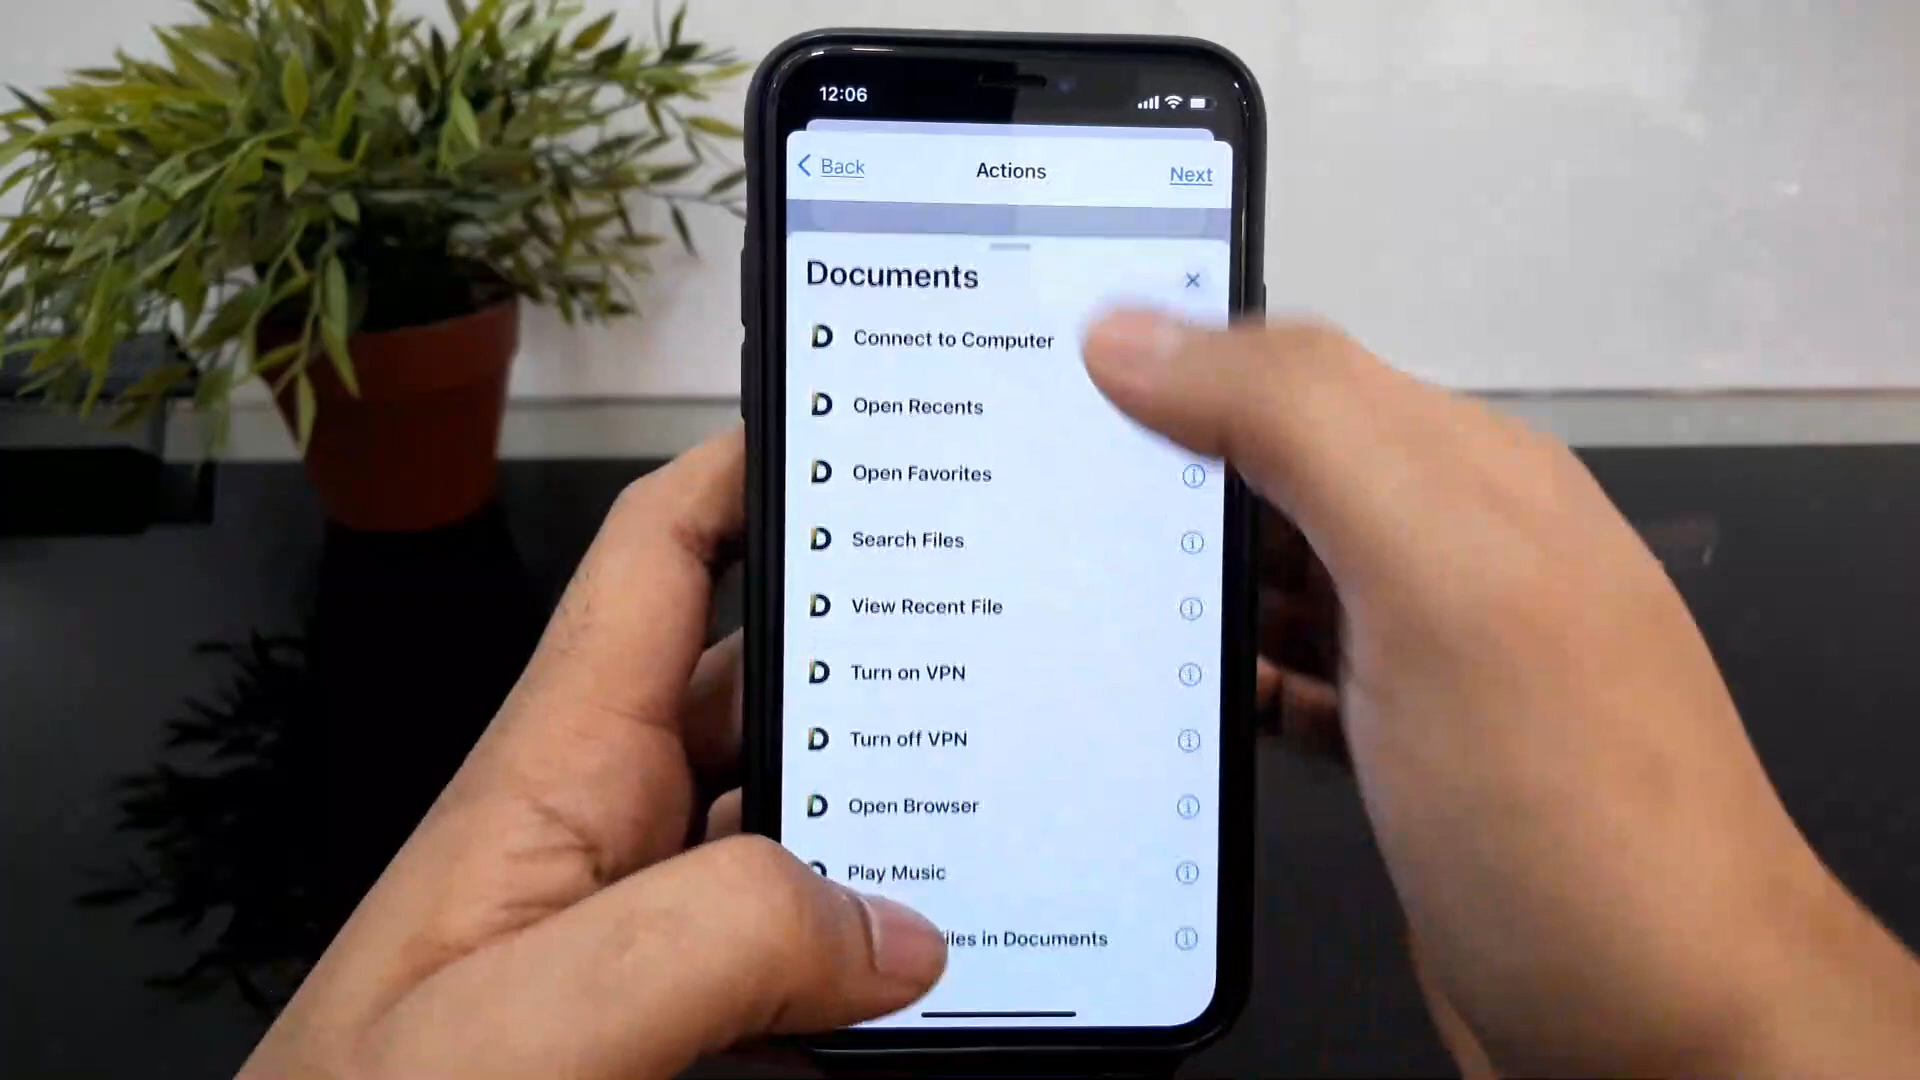 12:06
Back
Actions
Next
Documents
Connect to Computer
Open Recents
Open Favorites
Search Files
View Recent File
Turn on VPN
Turn off VPN
Open Browser
Play Music
in Documents